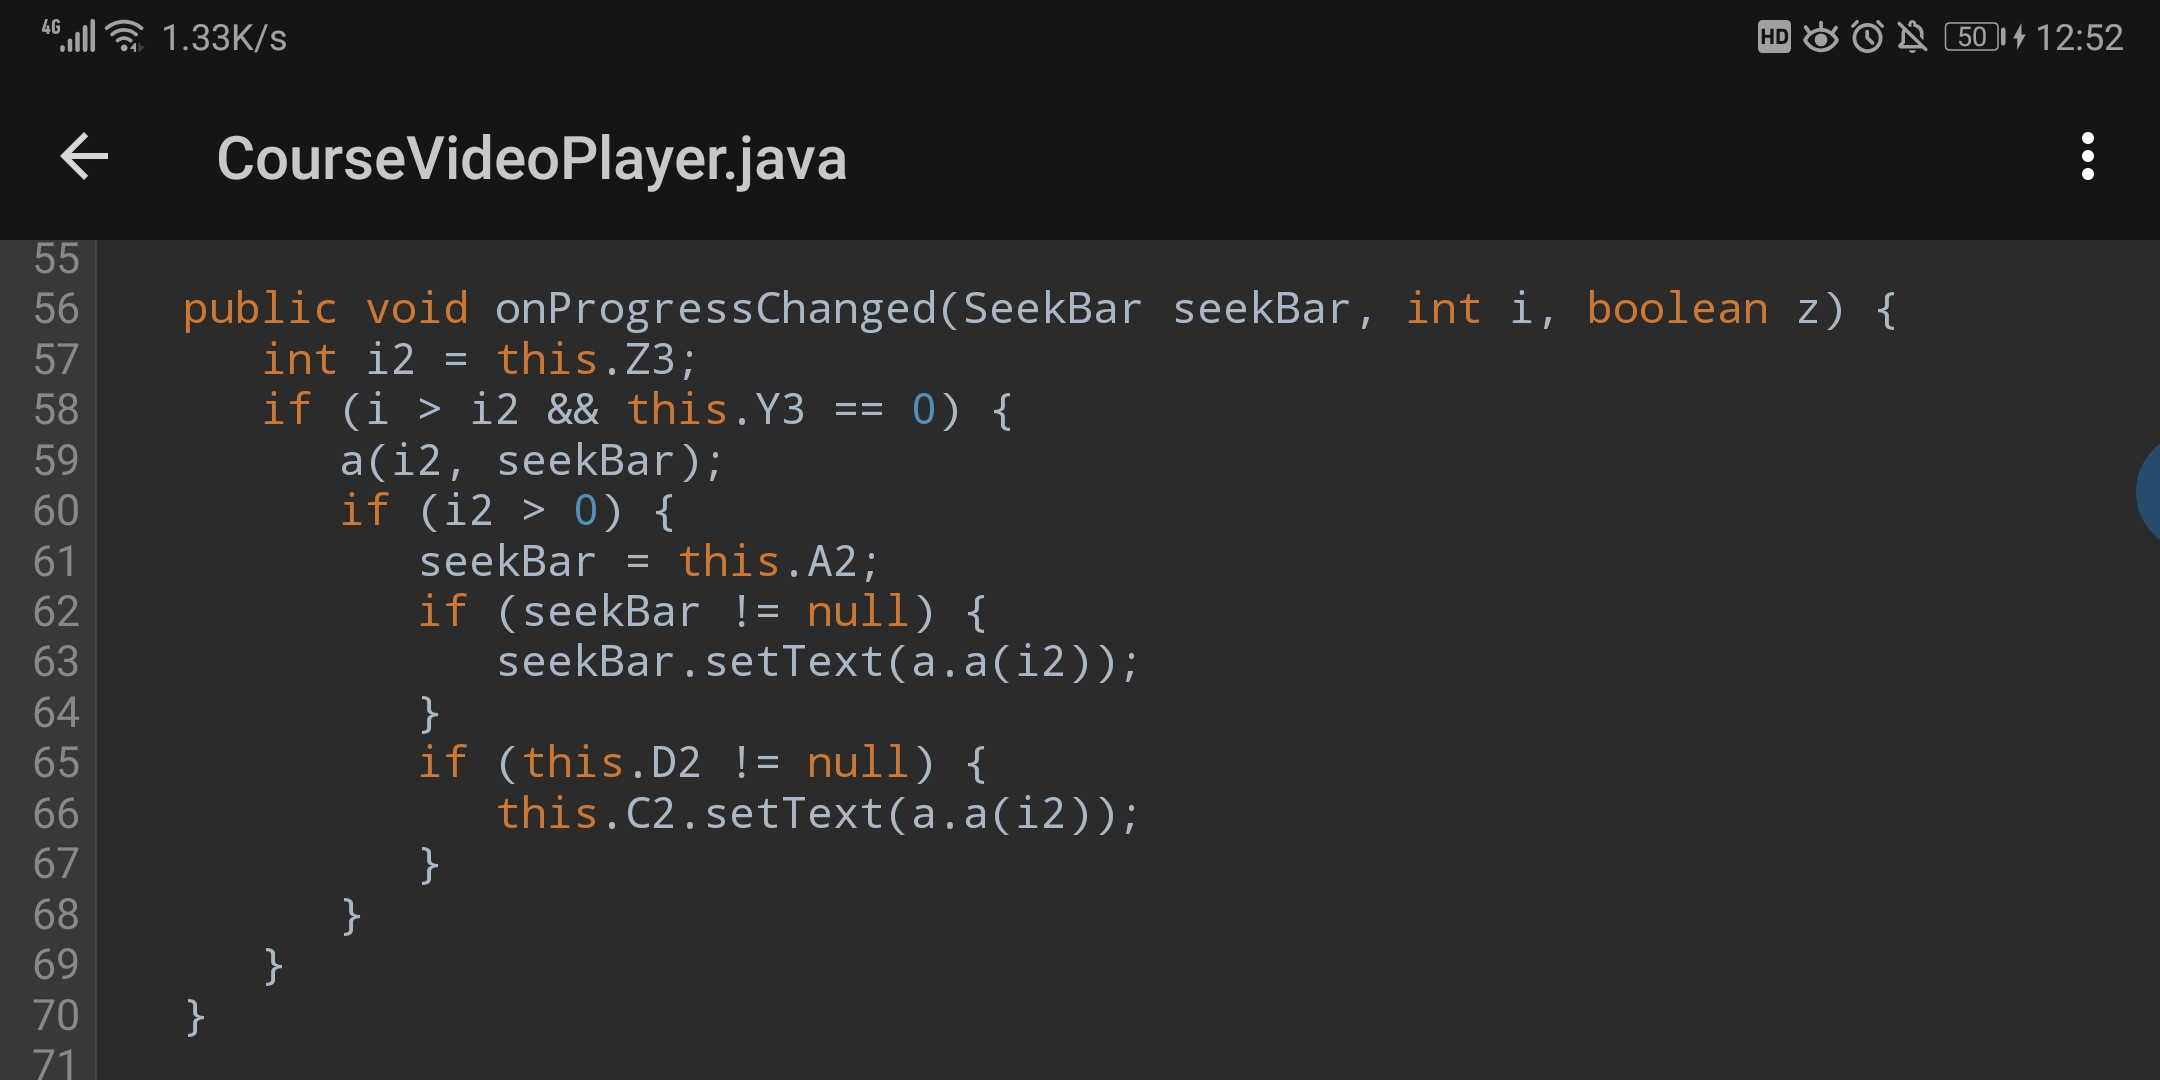 4G 1.33K/s HD 50 12:52
CourseVideoPlayer.java
55
56 public void onProgressChanged(SeekBar seekBar, int i, boolean z) {
57 int i2 = this.Z3;
58 if (i > i2 && this.Y3 == 0) {
59 a(i2, seekBar);
60 if (i2 > 0) {
61 seekBar = this.A2;
62 if (seekBar != null) {
63 seekBar.setText(a.a(i2));
64 }
65 if (this.D2 != null) {
66 this.C2.setText(a.a(i2));
67 }
68 }
69 }
70 }
71